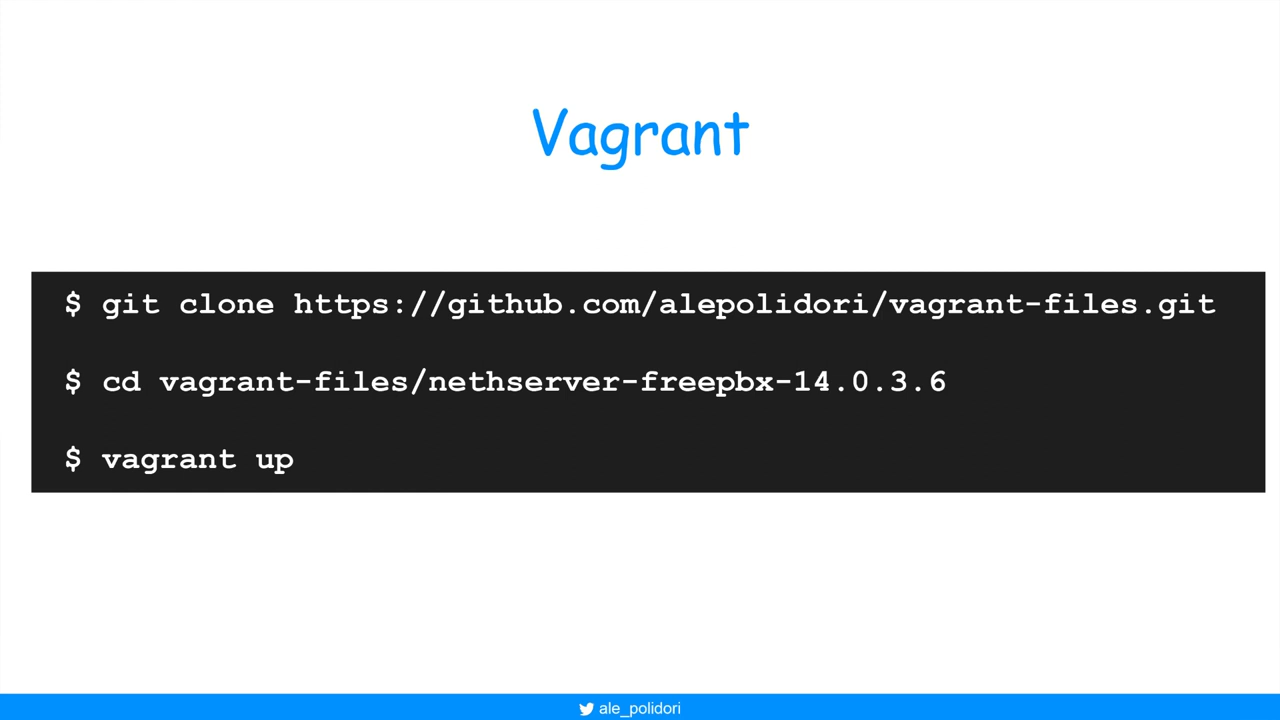 Vagrant
$ git clone https://github.com/alepolidori/vagrant-files.git
$ cd vagrant-files/nethserver-freepbx-14.0.3.6
$ vagrant up
ale_polidori